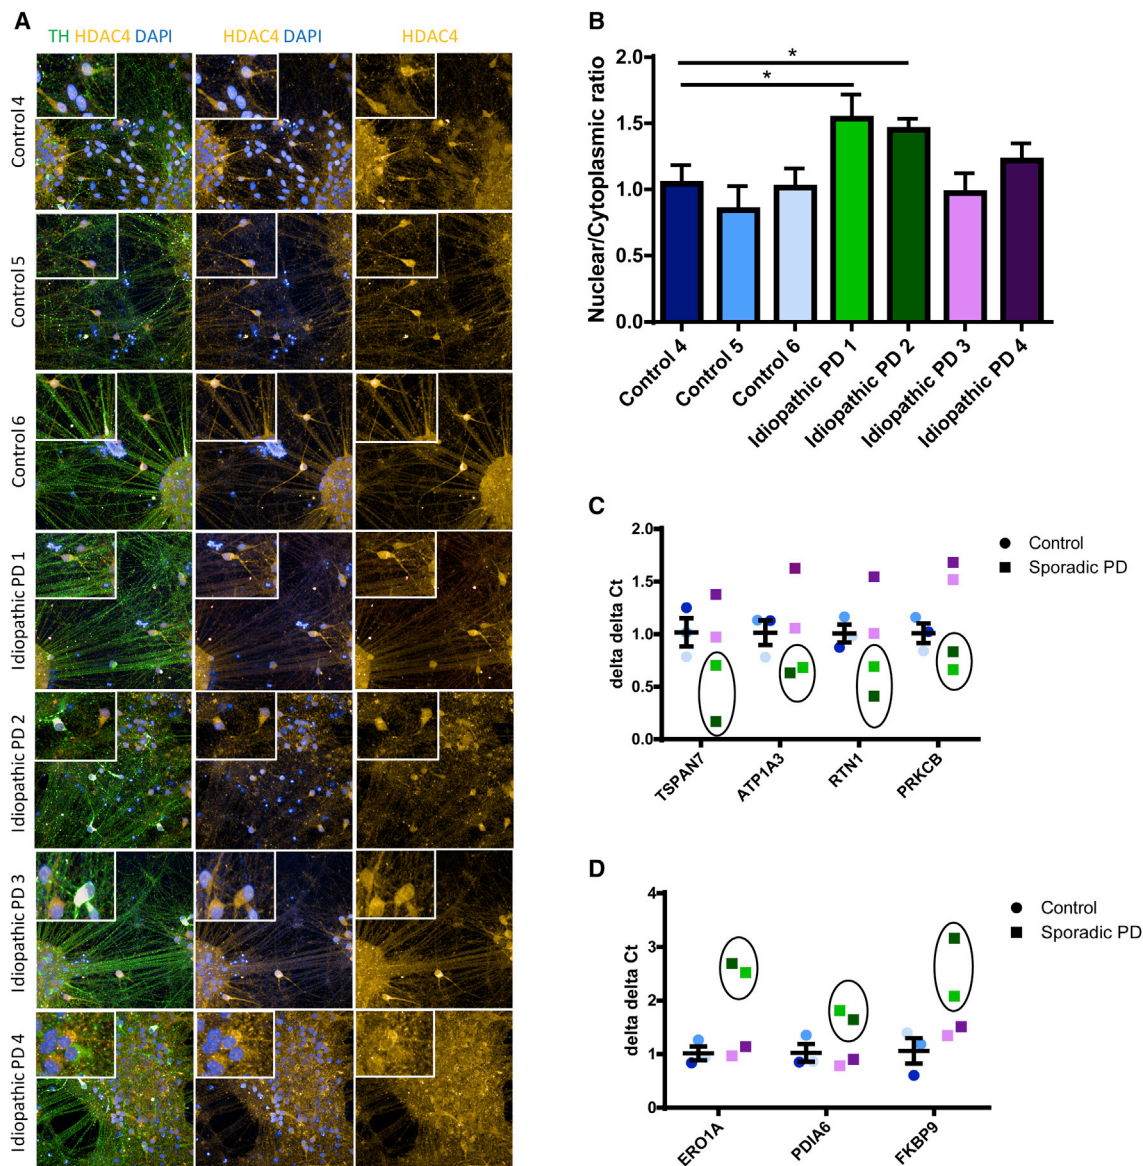 A
TH HDAC4 DAPI
HDAC4 DAPI
HDAC4
Control 4
Control 5
Control 6
Idiopathic PD 1
Idiopathic PD 2
Idiopathic PD 3
Idiopathic PD 4
B
Nuclear/Cytoplasmic ratio
2.0
1.5
1.0
0.5
0.0
*
*
Control 4
Control 5
Control 6
Idiopathic PD 1
Idiopathic PD 2
Idiopathic PD 3
Idiopathic PD 4
C
delta delta Ct
2.0
1.5
1.0
0.5
0.0
Control
Sporadic PD
TSPAN7
ATP1A3
RTN1
PRKCB
D
delta delta Ct
4
3
2
1
0
Control
Sporadic PD
ERO1A
PDIA6
FKBP9